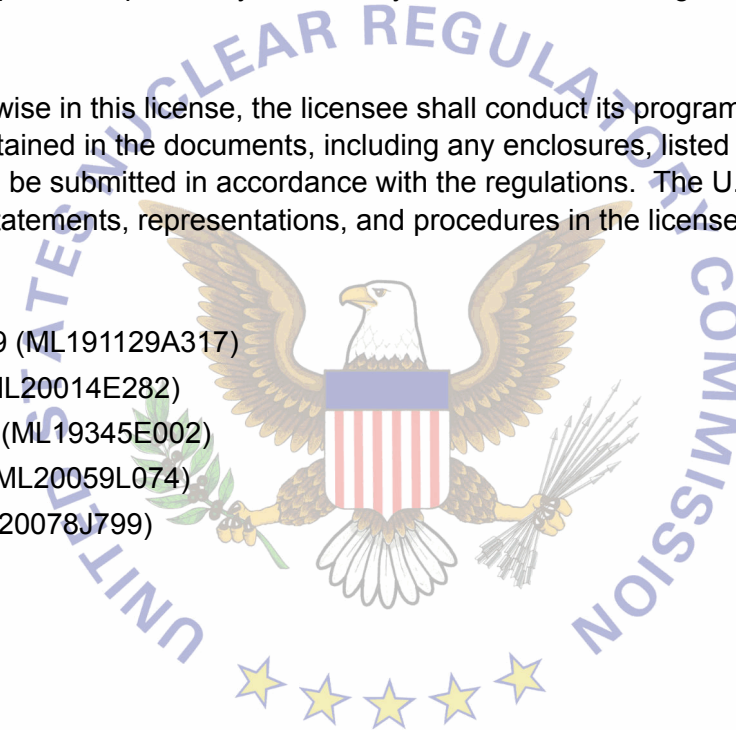 UNITED STATES NUCLEAR REGULATORY COMMISSION
wise in this license, the licensee shall conduct its program
tained in the documents, including any enclosures, listed
be submitted in accordance with the regulations. The U.
tatements, representations, and procedures in the license
9 (ML191129A317)
ML20014E282)
(ML19345E002)
ML20059L074)
20078J799)